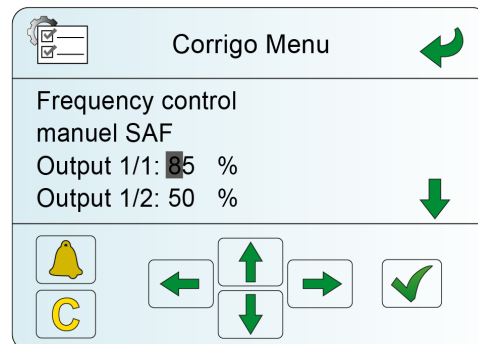 Corrigo Menu
Frequency control
manuel SAF
Output 1/1: 85 %
Output 1/2: 50 %
C